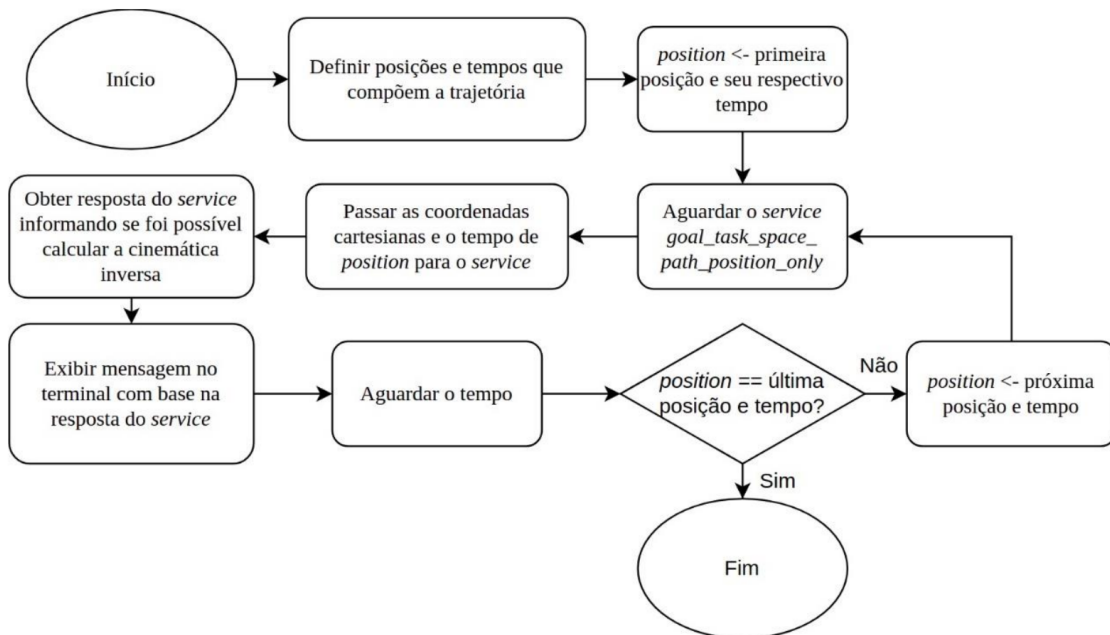 Início
Definir posições e tempos que
compõem a trajetória
position <- primeira
posição e seu respectivo
tempo
Aguardar o service
goal_task_space_
path_position_only
Passar as coordenadas
cartesianas e o tempo de
position para o service
Obter resposta do service
informando se foi possível
calcular a cinemática
inversa
Exibir mensagem no
terminal com base na
resposta do service
Aguardar o tempo
position == última
posição e tempo?
Não
position <- próxima
posição e tempo
Sim
Fim